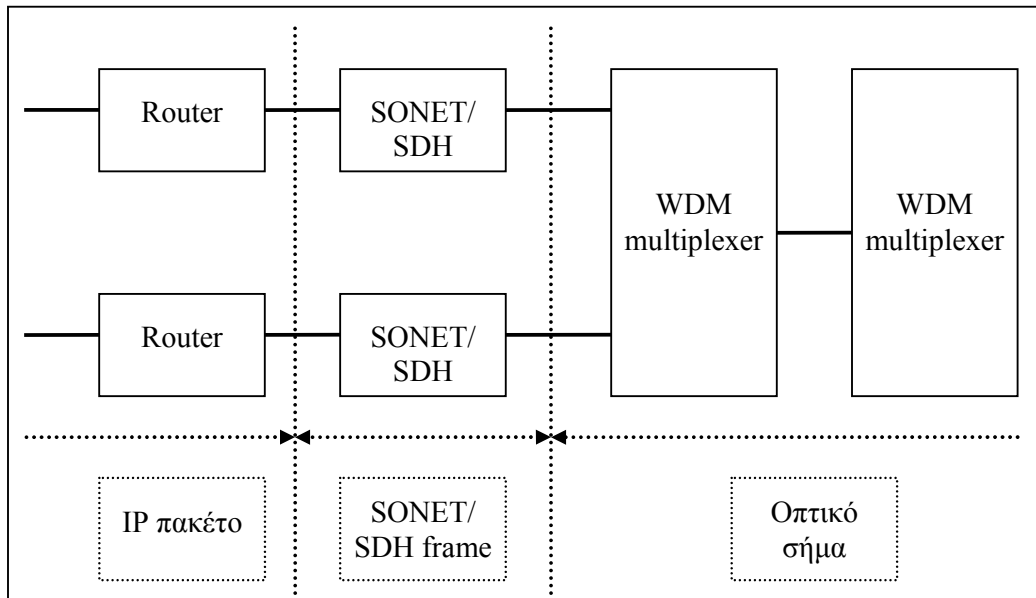 Router
SONET/
SDH
WDM
multiplexer
WDM
multiplexer
Router
SONET/
SDH
IP πακέτο
SONET/
SDH frame
Οπτικό
σήμα